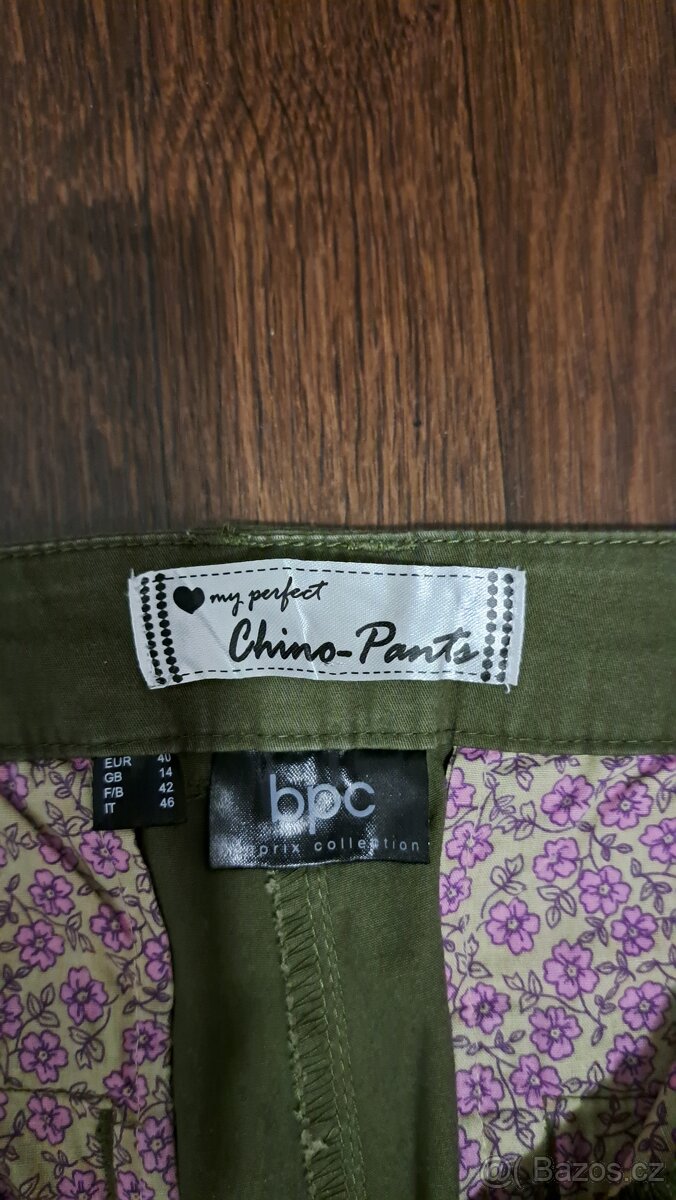 my perfect
Chino-Pants
EUR 40
GB 14
F/B 42
IT 46
bpc
prix collection
Bazos.cz